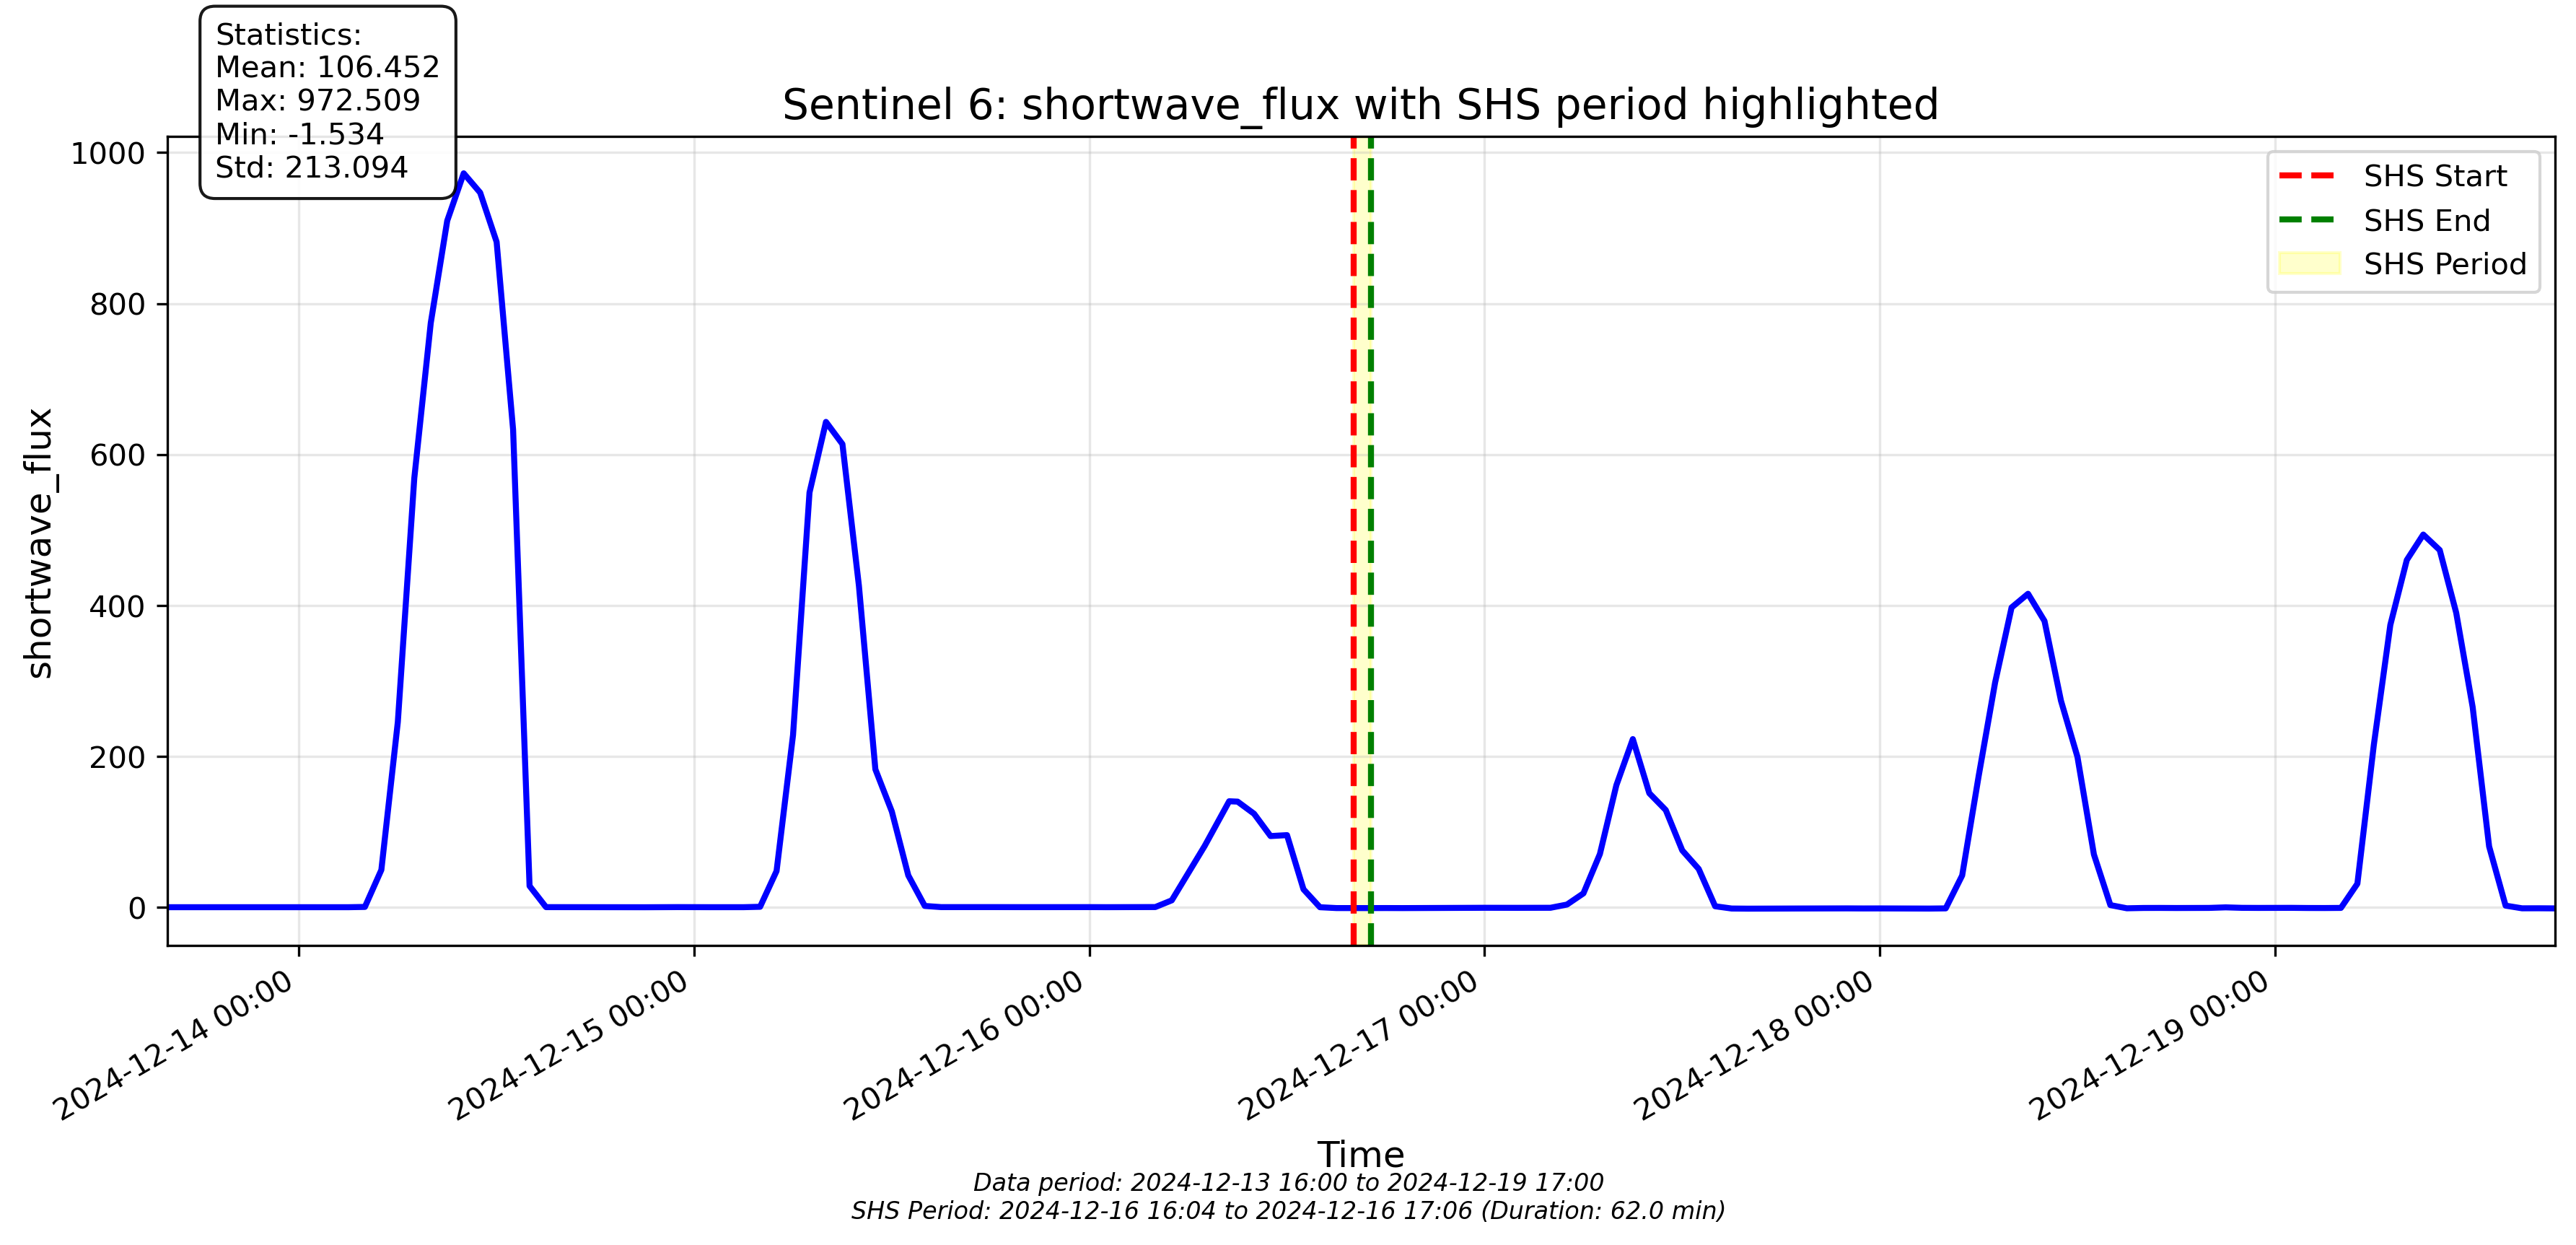 Statistics:
Mean: 106.452
Max: 972.509
Min: -1.534
Std: 213.094
Sentinel 6: shortwave_flux with SHS period highlighted
SHS Start
SHS End
SHS Period
shortwave_flux
1000
800
600
400
200
0
2024-12-14 00:00
2024-12-15 00:00
2024-12-16 00:00
2024-12-17 00:00
2024-12-18 00:00
2024-12-19 00:00
Time
Data period: 2024-12-13 16:00 to 2024-12-19 17:00
SHS Period: 2024-12-16 16:04 to 2024-12-16 17:06 (Duration: 62.0 min)